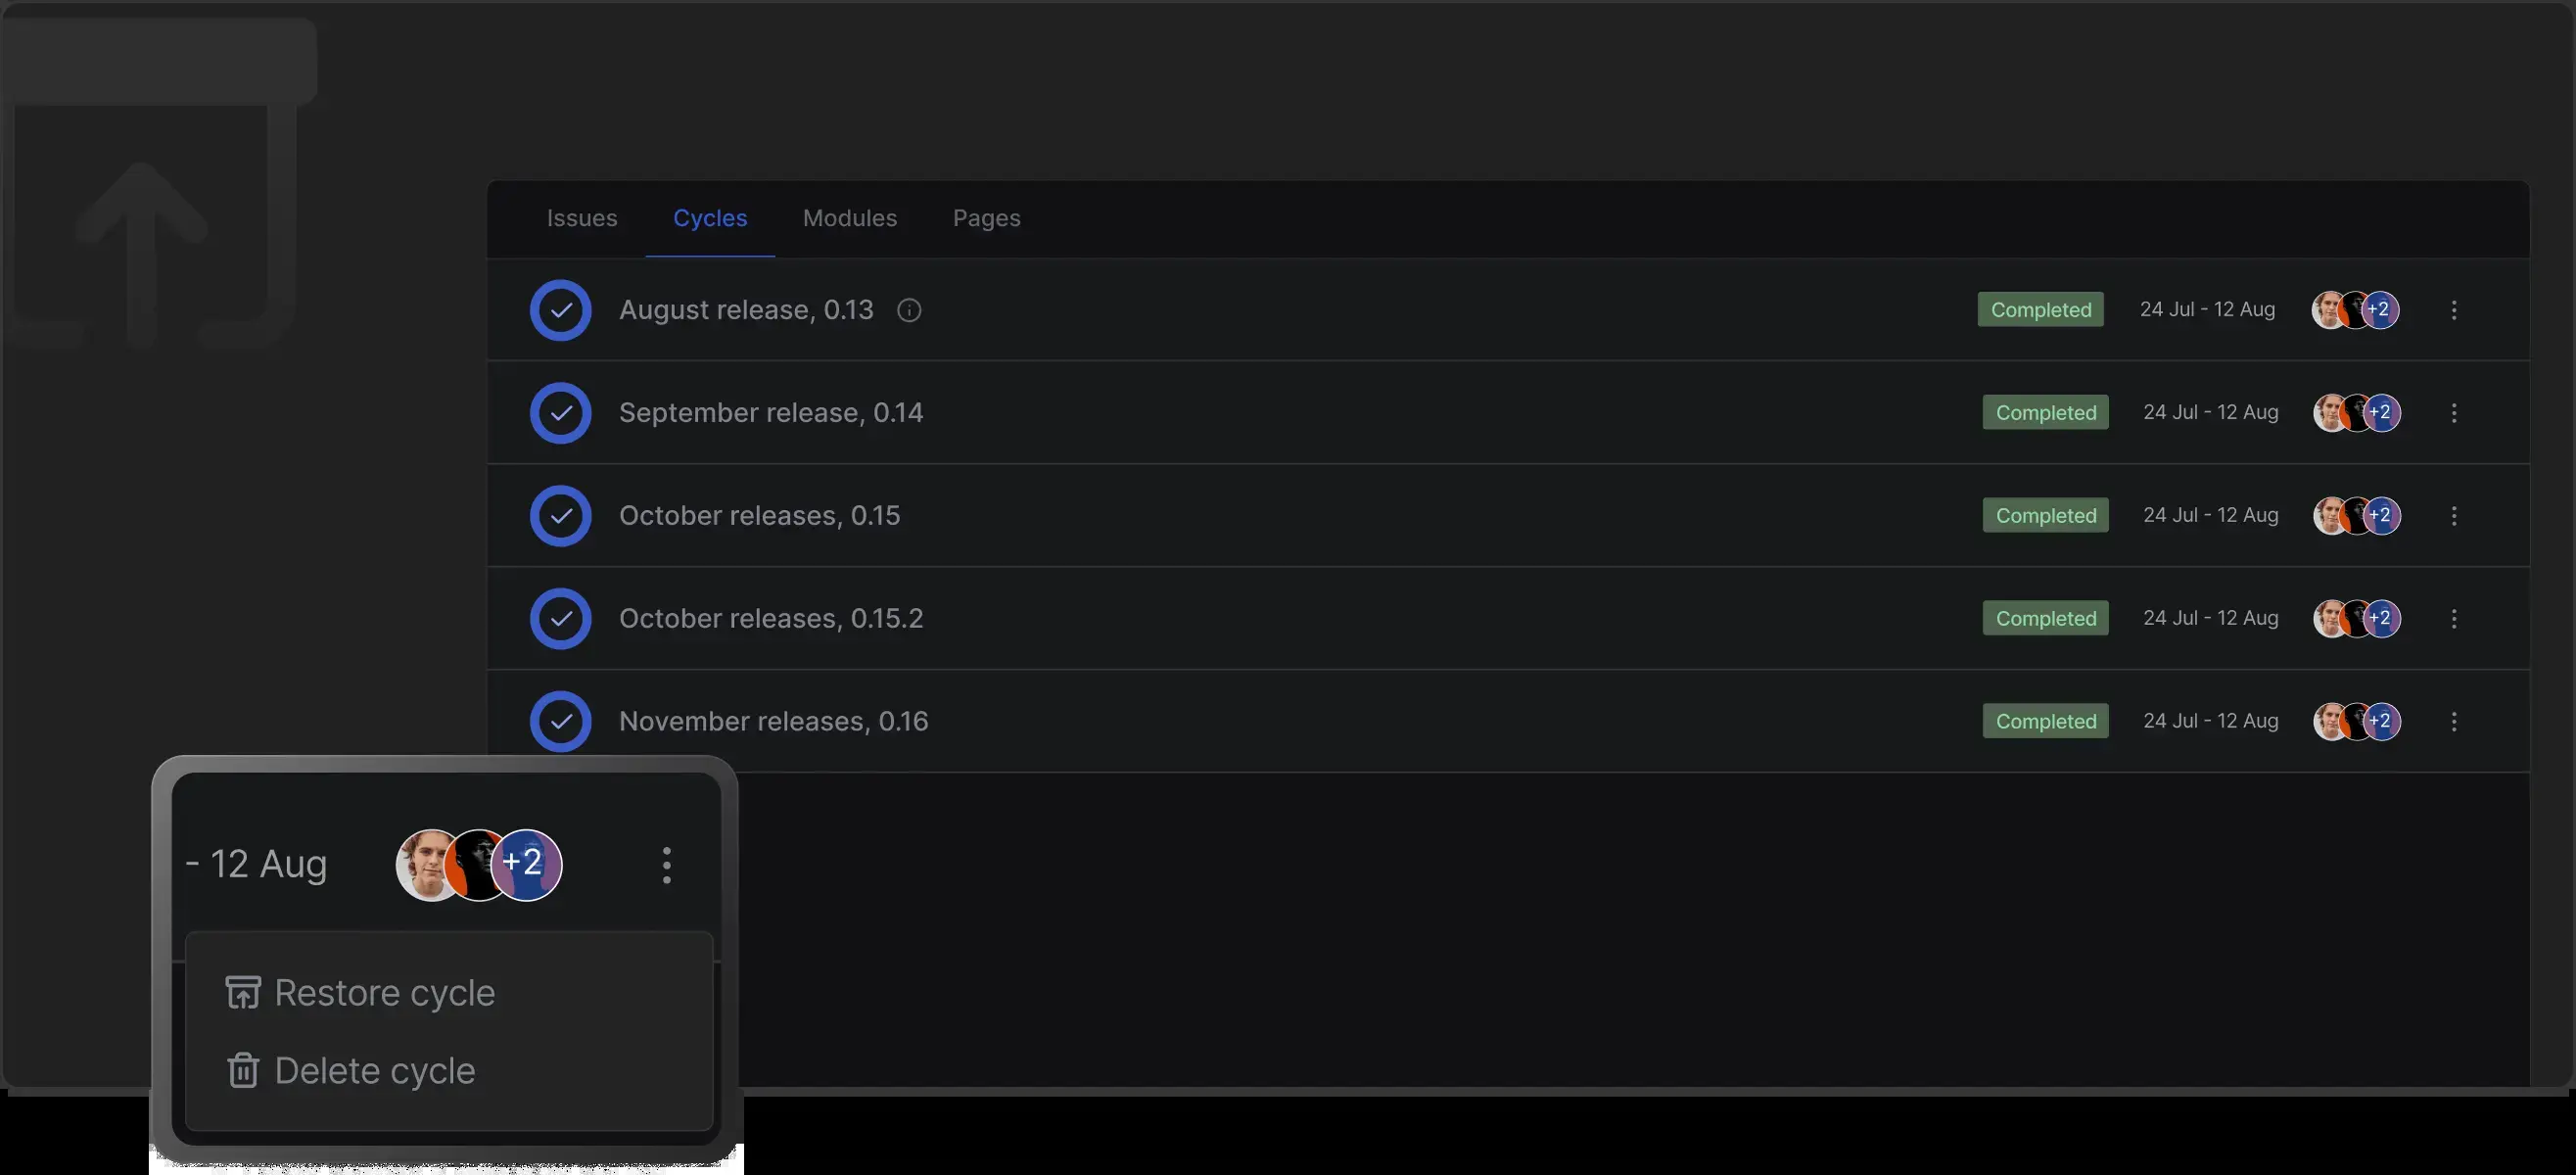 Issues Cycles Modules Pages
August release, 0.13 Completed 24 Jul - 12 Aug +2
September release, 0.14 Completed 24 Jul - 12 Aug +2
October releases, 0.15 Completed 24 Jul - 12 Aug +2
October releases, 0.15.2 Completed 24 Jul - 12 Aug +2
November releases, 0.16 Completed 24 Jul - 12 Aug +2
- 12 Aug +2
Restore cycle
Delete cycle